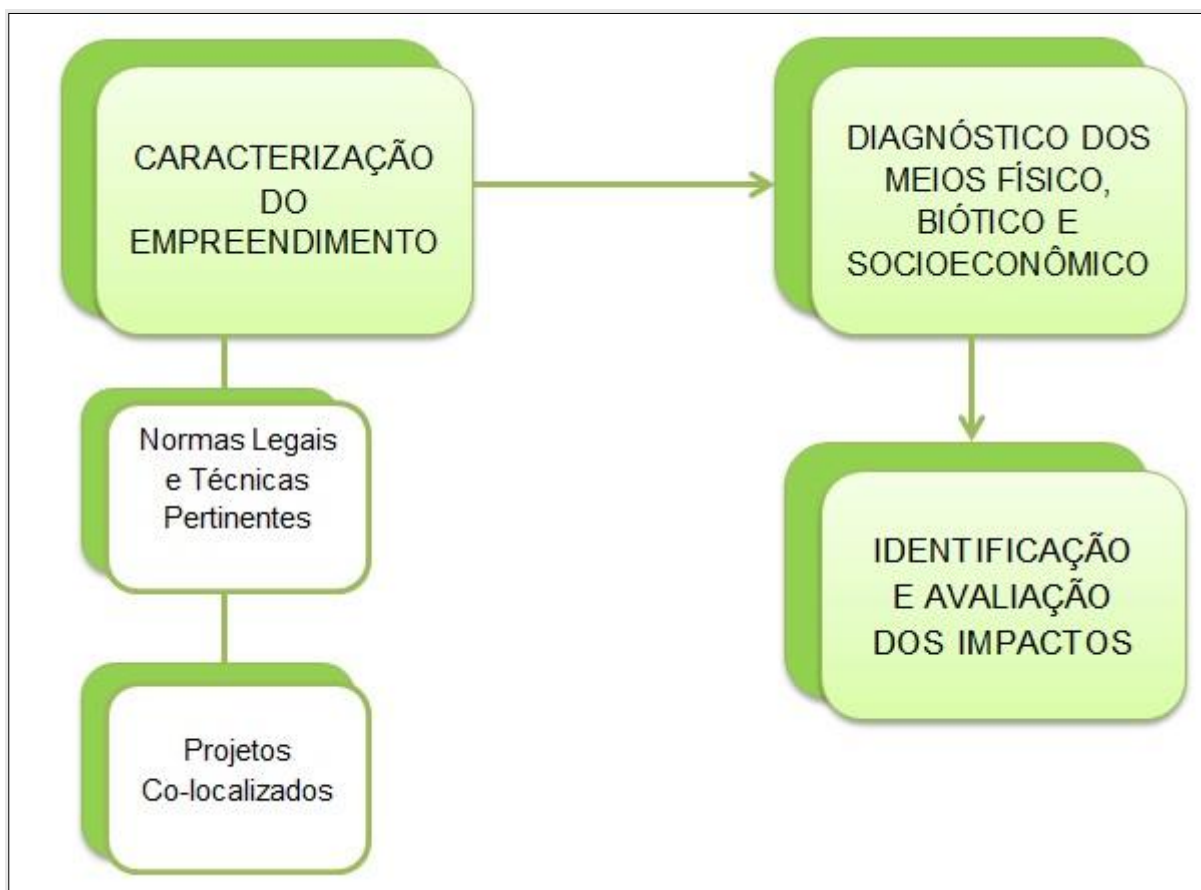 CARACTERIZAÇÃO
DO
EMPREENDIMENTO
DIAGNÓSTICO DOS
MEIOS FÍSICO,
BIÓTICO E
SOCIOECONÔMICO
Normas Legais
e Técnicas
Pertinentes
IDENTIFICAÇÃO
E AVALIAÇÃO
DOS IMPACTOS
Projetos
Co-localizados